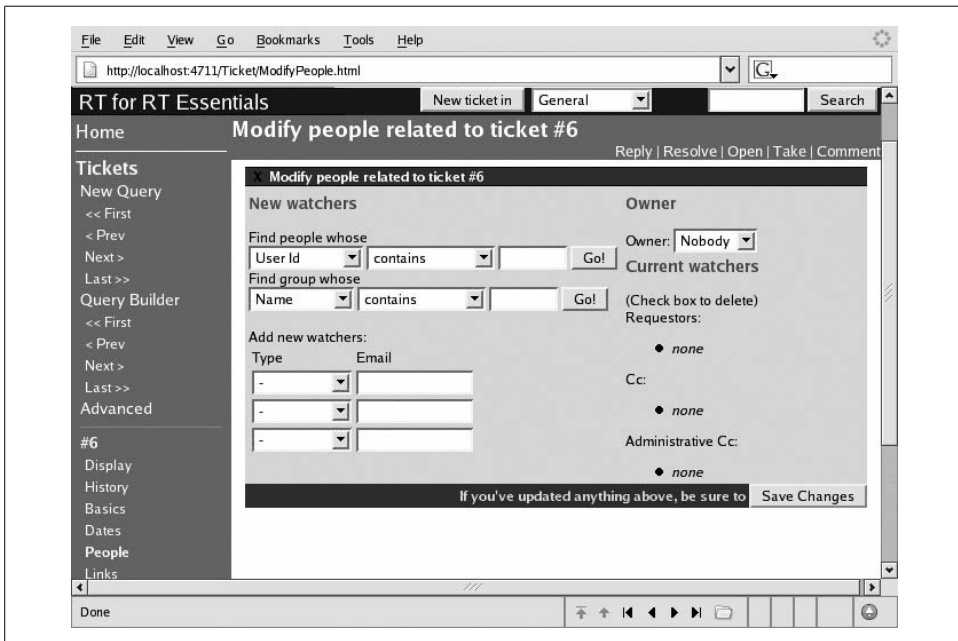 File Edit View Go Bookmarks Tools Help
http://localhost:4711/Ticket/ModifyPeople.html
G
RT for RT Essentials
New ticket in
General
Search
Home
Modify people related to ticket #6
Reply | Resolve | Open | Take | Comment
Tickets
New Query
<< First
< Prev
Next >
Last >>
Query Builder
<< First
< Prev
Next >
Last >>
Advanced
#6
Display
History
Basics
Dates
People
Links
X Modify people related to ticket #6
New watchers
Find people whose
User Id contains Go!
Find group whose
Name contains Go!
Add new watchers:
Type Email
-
-
-
Owner
Owner: Nobody
Current watchers
(Check box to delete)
Requestors:
• none
Cc:
• none
Administrative Cc:
• none
If you've updated anything above, be sure to Save Changes
Done